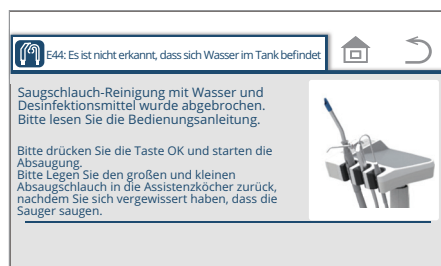 E44: Es ist nicht erkannt, dass sich Wasser im Tank befindet
Saugschlauch-Reinigung mit Wasser und
Desinfektionsmittel wurde abgebrochen.
Bitte lesen Sie die Bedienungsanleitung.
Bitte drücken Sie die Taste OK und starten die
Absaugung.
Bitte Legen Sie den großen und kleinen
Absaugschlauch in die Assistenzköcher zurück,
nachdem Sie sich vergewissert haben, dass die
Sauger saugen.